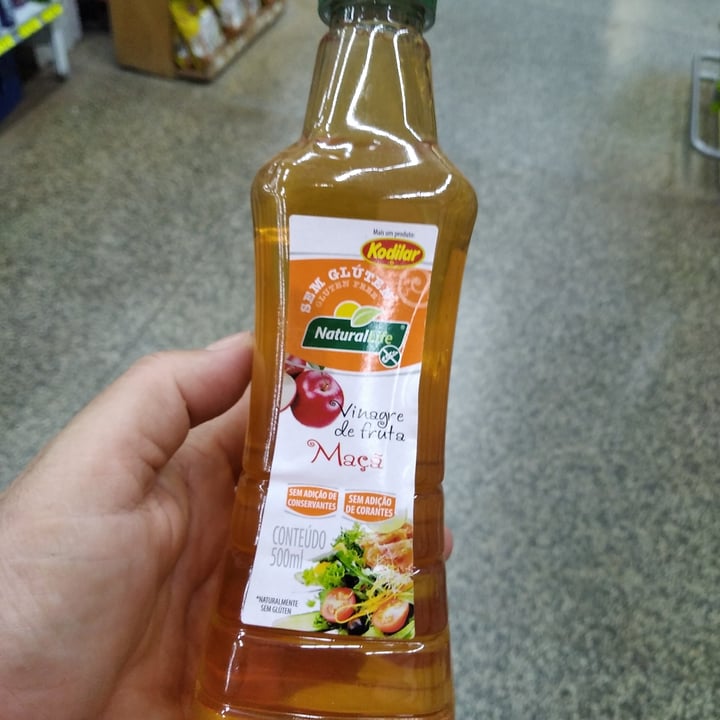 Mais um produto:
Kodilar
SEM GLÚTEN
GLUTEN FREE
NaturalLife
Vinagre
de fruta
Maçã
SEM ADIÇÃO DE
CONSERVANTES
SEM ADIÇÃO
DE CORANTES
CONTEÚDO
500ml
*NATURALMENTE
SEM GLÚTEN